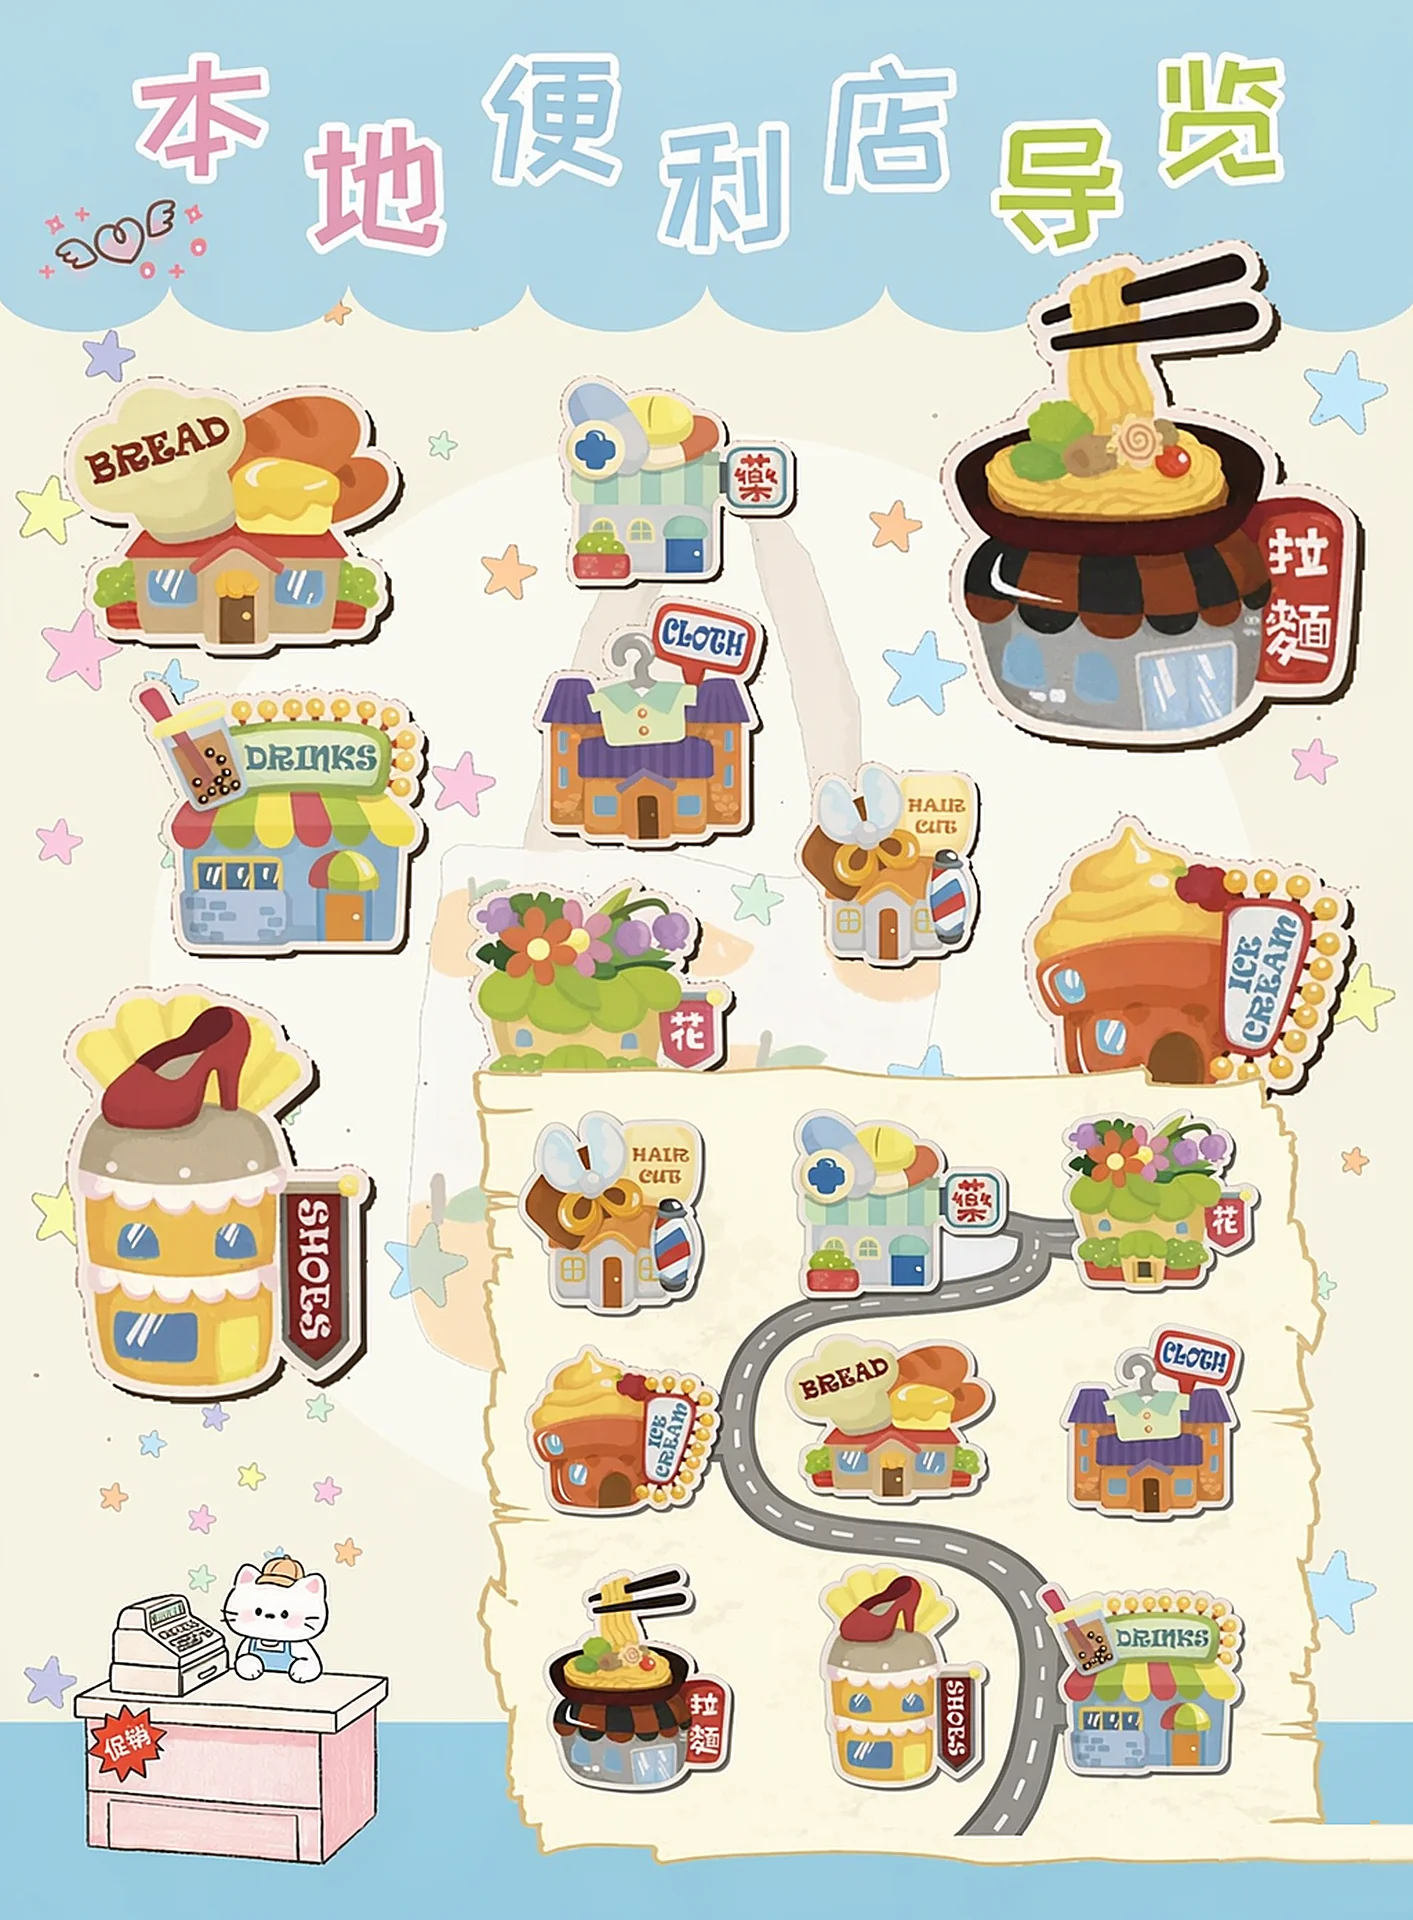 本地便利店导览
BREAD
藥
拉
麵
CLOTH
DRINKS
HAIR
CUT
ICE
CREAM
花
SHOES
HAIR
CUT
藥
花
ICE
CREAM
BREAD
CLOTH
拉
麵
SHOES
DRINKS
促销